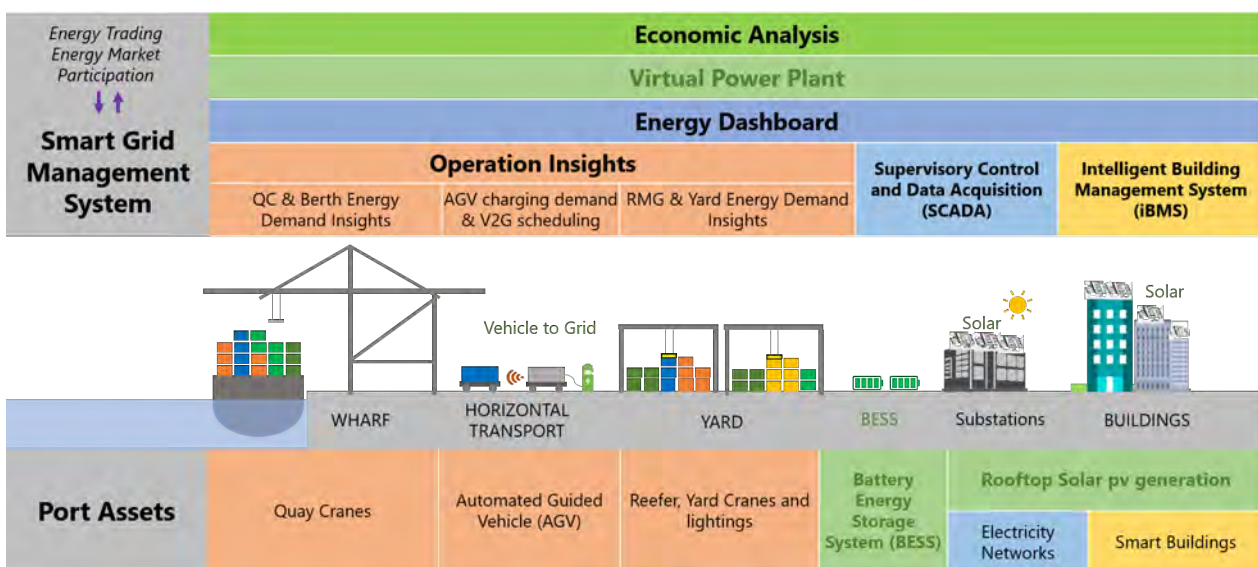 Energy Trading
Energy Market
Participation
Smart Grid
Management
System
Economic Analysis
Virtual Power Plant
Energy Dashboard
Operation Insights
QC & Berth Energy
Demand Insights
AGV charging demand
& V2G scheduling
RMG & Yard Energy Demand
Insights
Supervisory Control
and Data Acquisition
(SCADA)
Intelligent Building
Management System
(iBMS)
Vehicle to Grid
Solar
Solar
WHARF
HORIZONTAL
TRANSPORT
YARD
BESS
Substations
BUILDINGS
Port Assets
Quay Cranes
Automated Guided
Vehicle (AGV)
Reefer, Yard Cranes and
lightings
Battery
Energy
Storage
System (BESS)
Rooftop Solar pv generation
Electricity
Networks
Smart Buildings